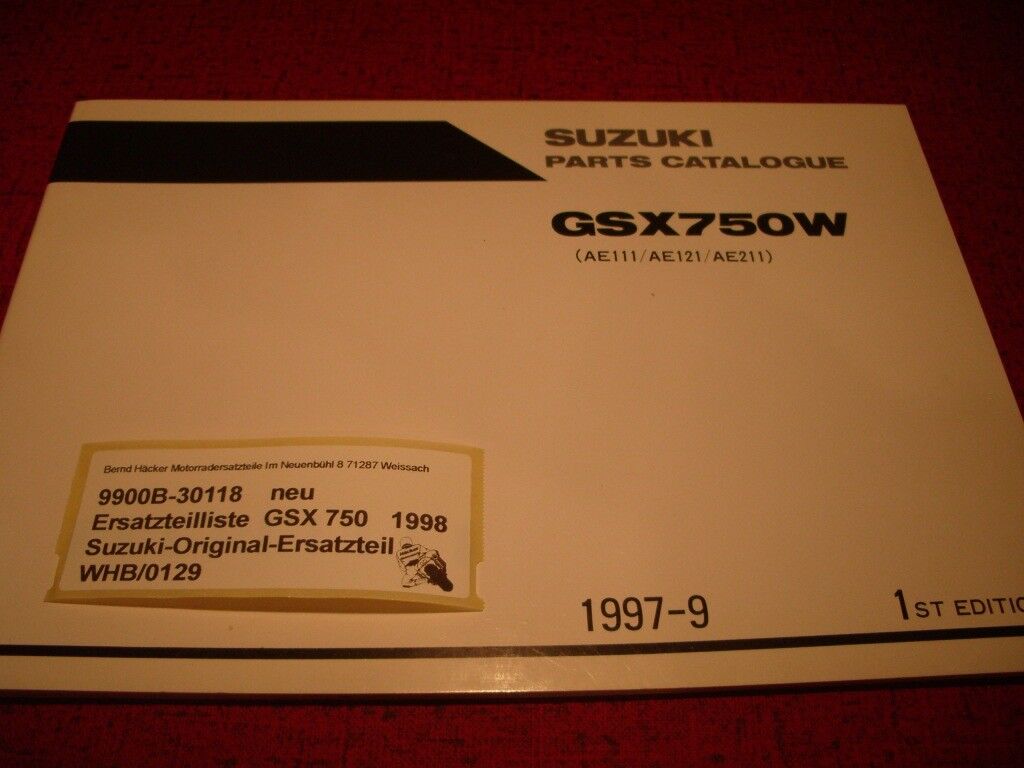 SUZUKI
PARTS CATALOGUE
GSX750W
(AE111/AE121/AE211)
Bernd Häcker Motorradersatzteile Im Neuenbühl 8 71287 Weissach
9900B-30118 neu
Ersatzteilliste GSX 750 1998
Suzuki-Original-Ersatzteil
WHB/0129
1997-9
1ST EDITIO